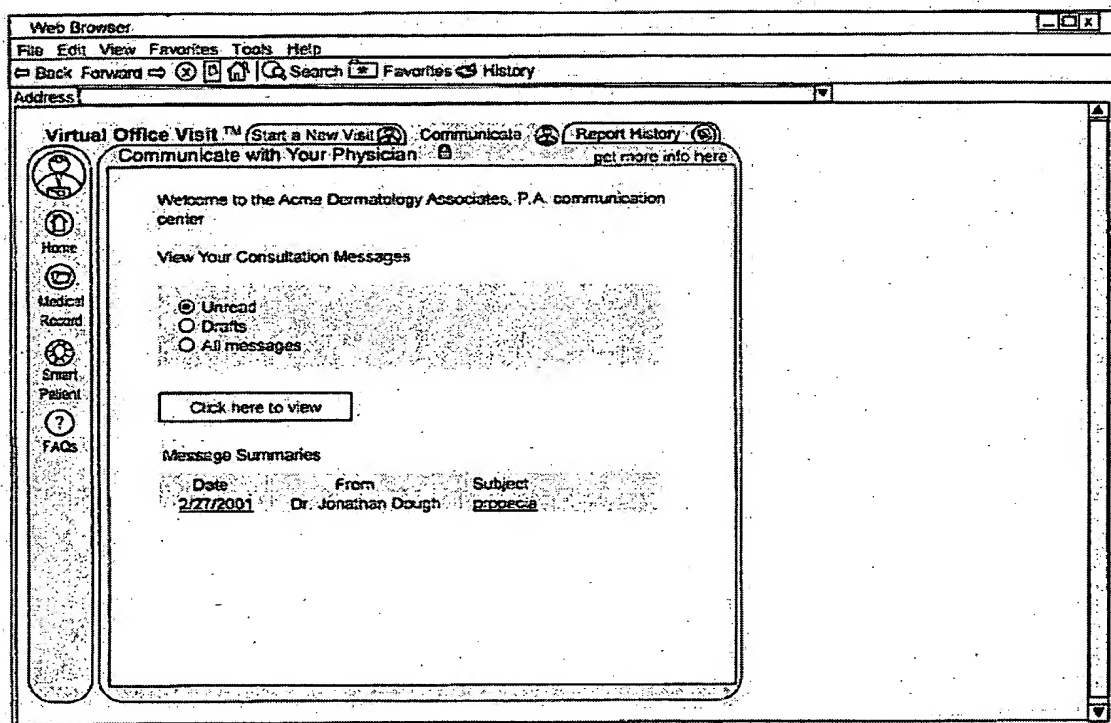 Web Browser
File Edit View Favorites Tools Help
Back Forward Search Favorites History
Address
Virtual Office Visit ™ Start a New Visit Communicate Report History
Communicate with Your Physician get more info here
Welcome to the Acme Dermatology Associates, P.A. communication
center
Home
View Your Consultation Messages
Medical
Record
Unread
Drafts
All messages
Smart
Patient
Click here to view
?
FAQs
Message Summaries
Date From Subject
2/27/2001 Dr. Jonathan Dough propecia